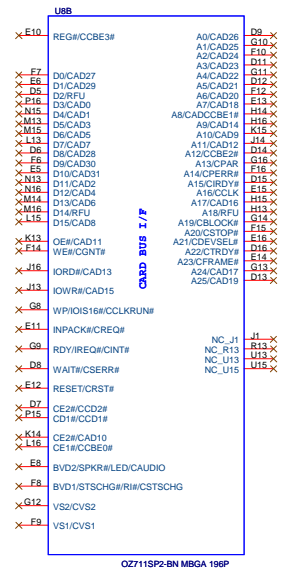 U8B
E10 REG#/CCBE3#
F7 D0/CAD27
E6 D1/CAD29
D5 D2/RFU
P16 D3/CAD0
N15 D4/CAD1
M13 D5/CAD3
M15 D6/CAD5
L13 D7/CAD7
D6 D8/CAD28
F6 D9/CAD30
E5 D10/CAD31
N13 D11/CAD2
N16 D12/CAD4
M14 D13/CAD6
M16 D14/RFU
L15 D15/CAD8
K13 OE#/CAD11
F14 WE#/CGNT#
J16 IORD#/CAD13
J13 IOWR#/CAD15
G8 WP/IOIS16#/CCLKRUN#
E11 INPACK#/CREQ#
G9 RDY/IREQ#/CINT#
D8 WAIT#/CSERR#
E12 RESET/CRST#
D7 CE2#/CCD2#
P15 CD1#/CCD1#
K14 CE2#/CAD10
L16 CE1#/CCBE0#
E8 BVD2/SPKR#/LED/CAUDIO
F8 BVD1/STSCHG#/RI#/CSTSCHG
G12 VS2/CVS2
F9 VS1/CVS1
CARD BUS I/F
A0/CAD26 D9
A1/CAD25 G10
A2/CAD24 F10
A3/CAD23 D11
A4/CAD22 G11
A5/CAD21 D12
A6/CAD20 F12
A7/CAD18 E13
A8/CADCCBE1# H14
A9/CAD14 H16
A10/CAD9 K15
A11/CAD12 J14
A12/CCBE2# D14
A13/CPAR G16
A14/CPERR# F16
A15/CIRDY# D15
A16/CCLK E15
A17/CAD16 H15
A18/RFU H13
A19/CBLOCK# G14
A20/CSTOP# F15
A21/CDEVSEL# E16
A22/CTRDY# D16
A23/CFRAME# E14
A24/CAD17 G13
A25/CAD19 D13
NC_J1 J1
NC_R13 R13
NC_U13 U13
NC_U15 U15
OZ711SP2-BN MBGA 196P